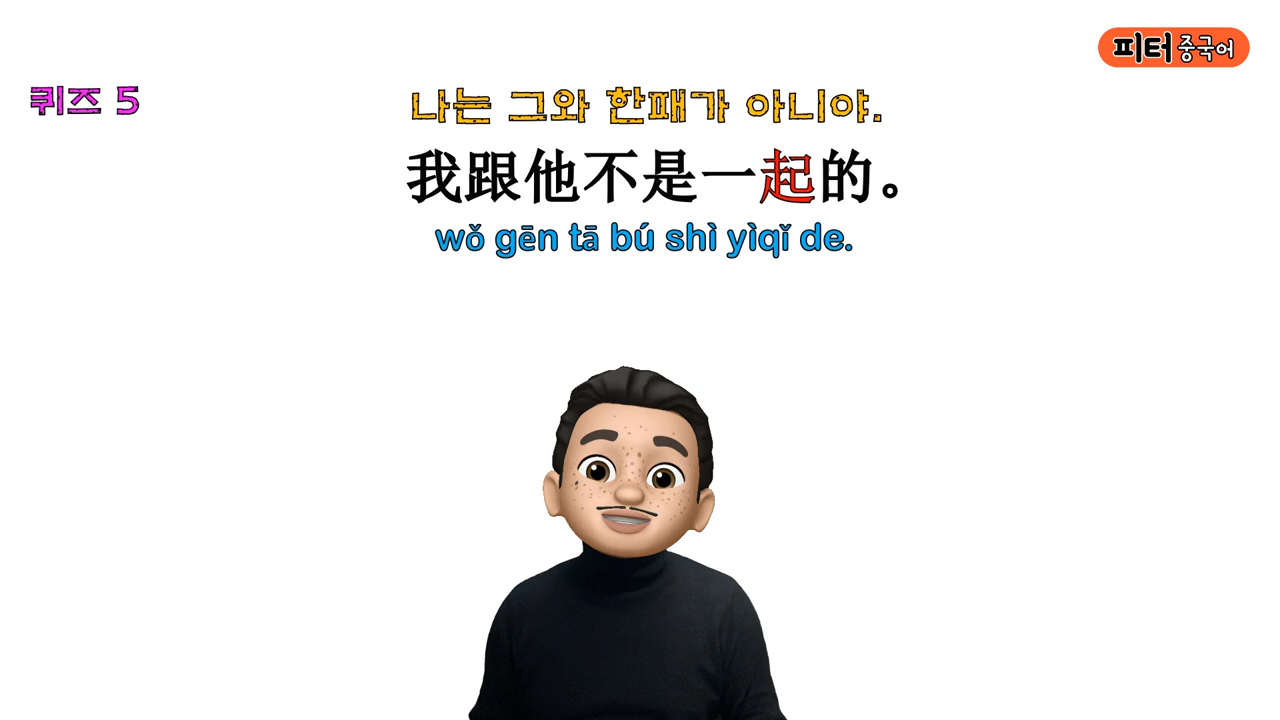 피터 중국어
퀴즈 5
나는 그와 한패가 아니야.
我跟他不是一起的。
wǒ gēn tā bú shì yìqǐ de.